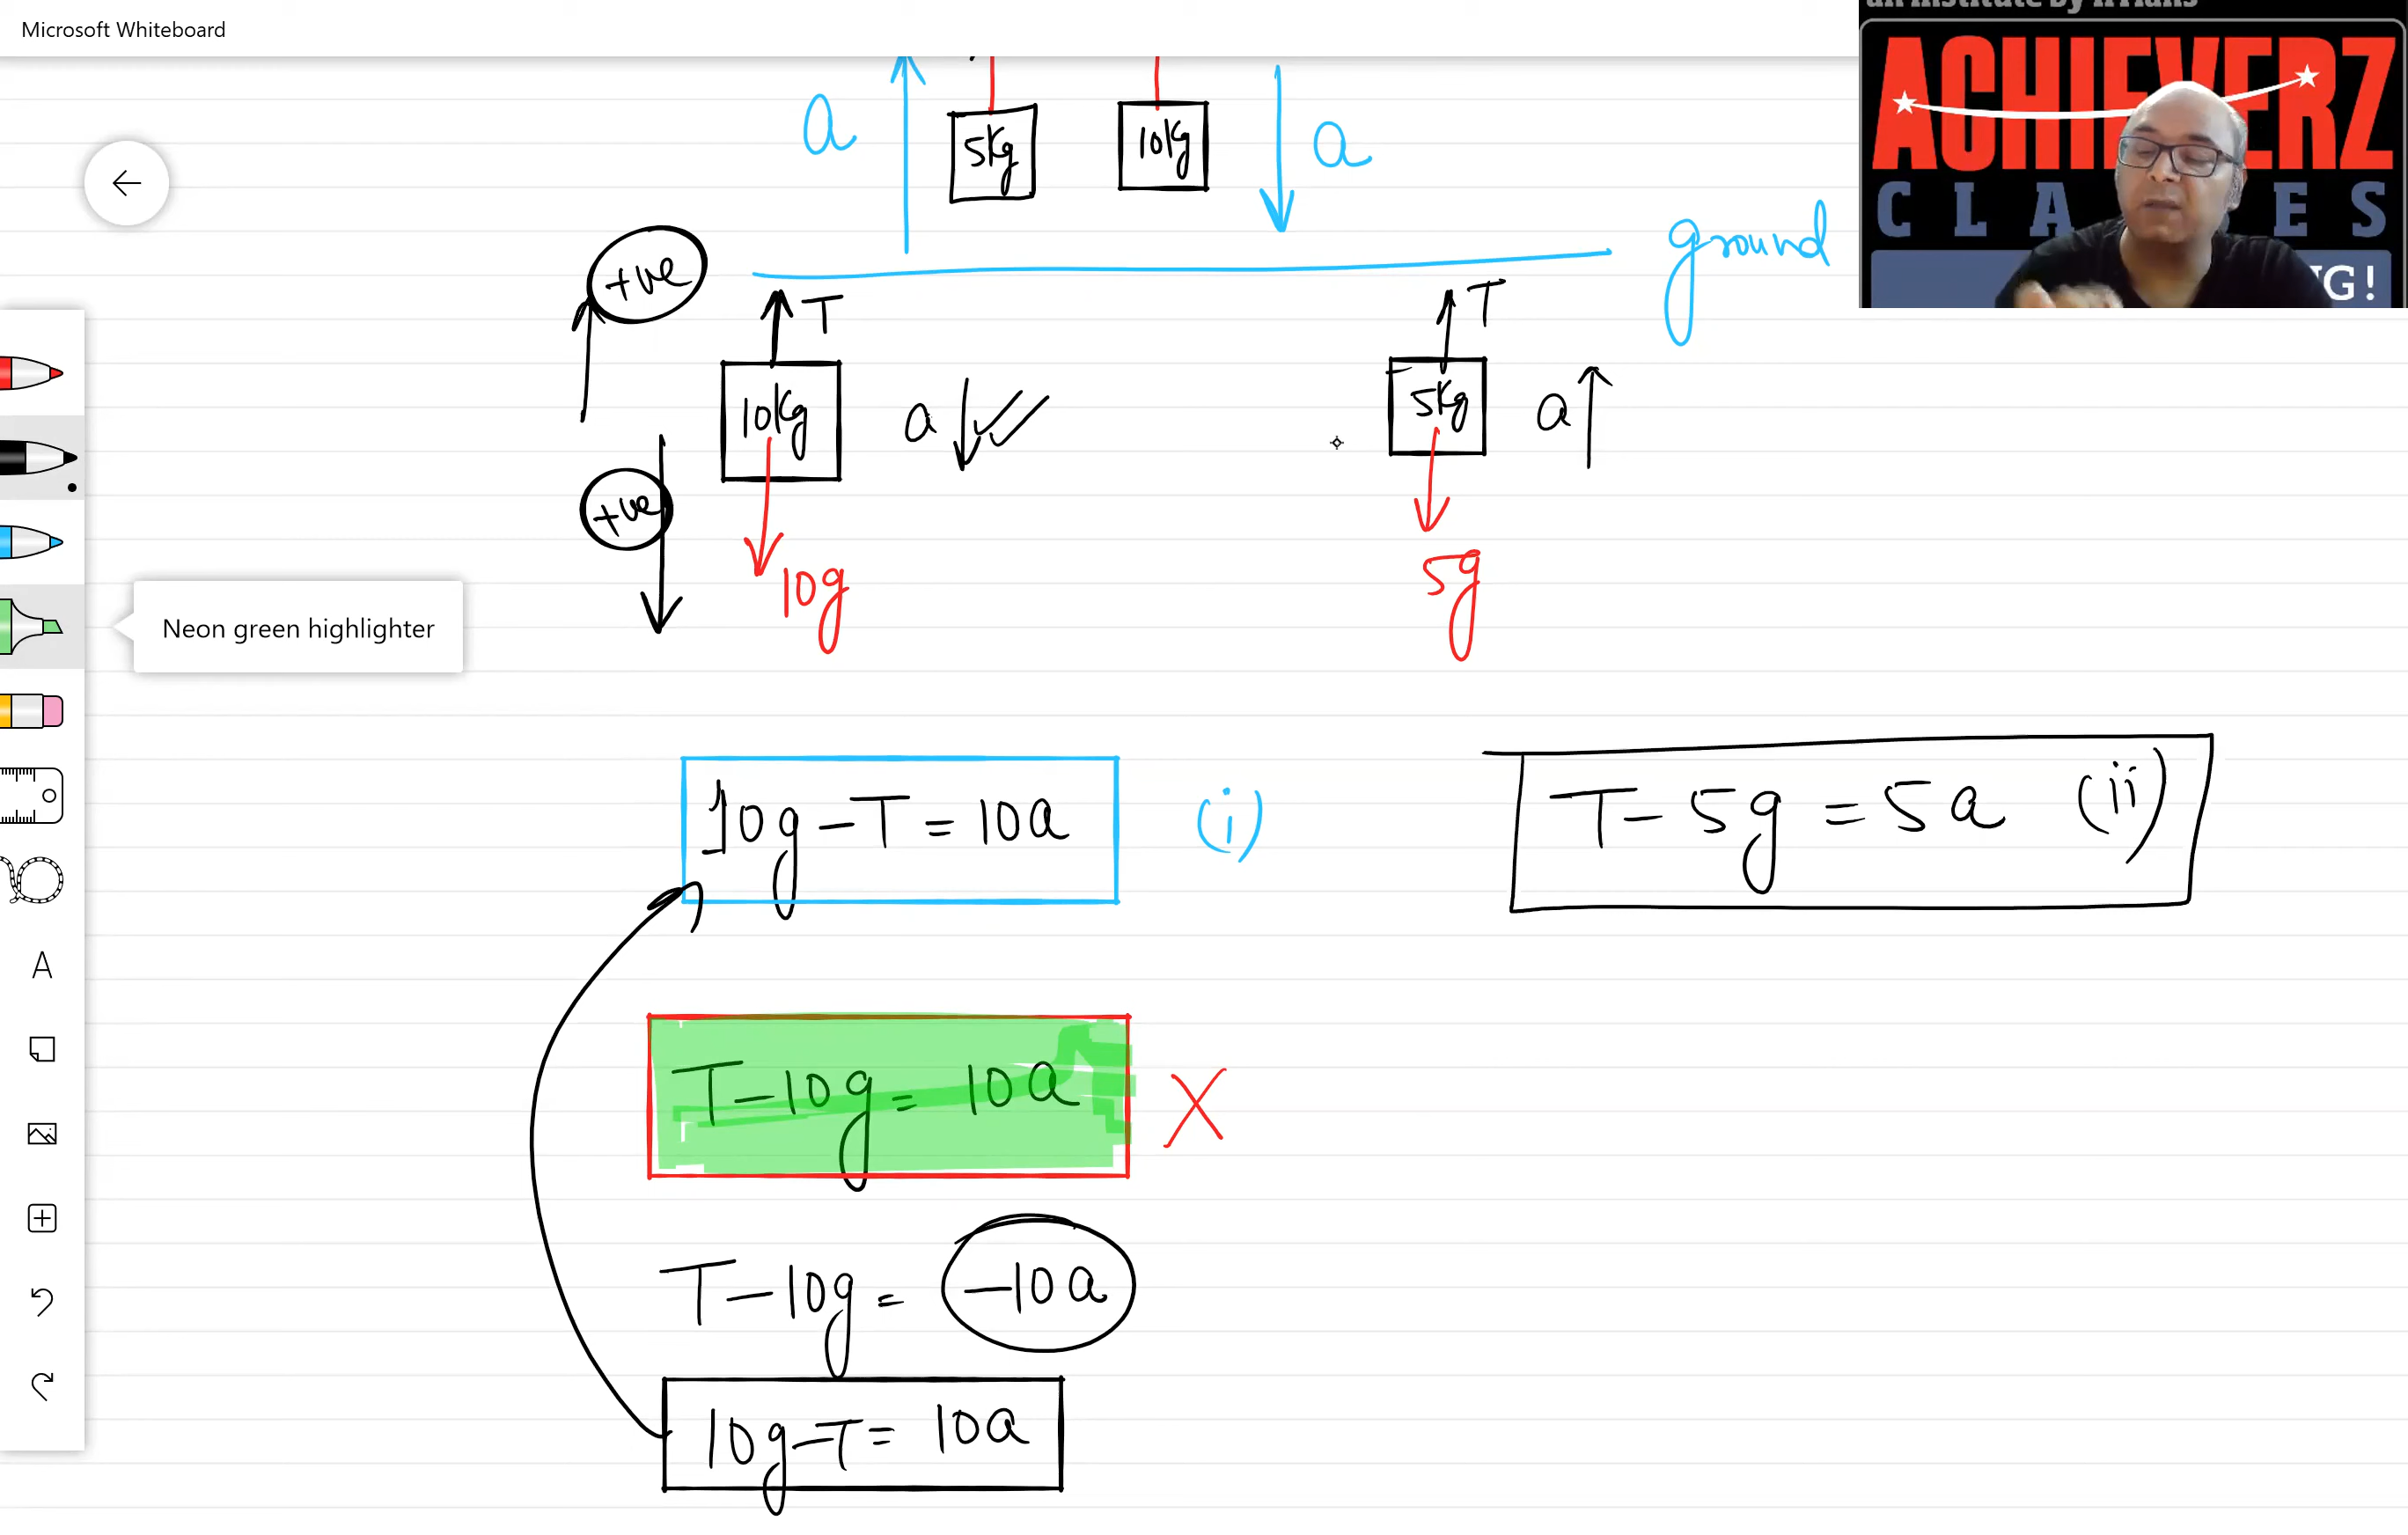 Microsoft Whiteboard
ACHIEVERZ
a
5Kg
10Kg
a
ground
+ve
T
T
10Kg
a
5Kg
a
+ve
10g
5g
Neon green highlighter
10g - T = 10a (i)
T - 5g = 5a (ii)
T - 10g = 10a X
T - 10g = -10a
10g - T = 10a